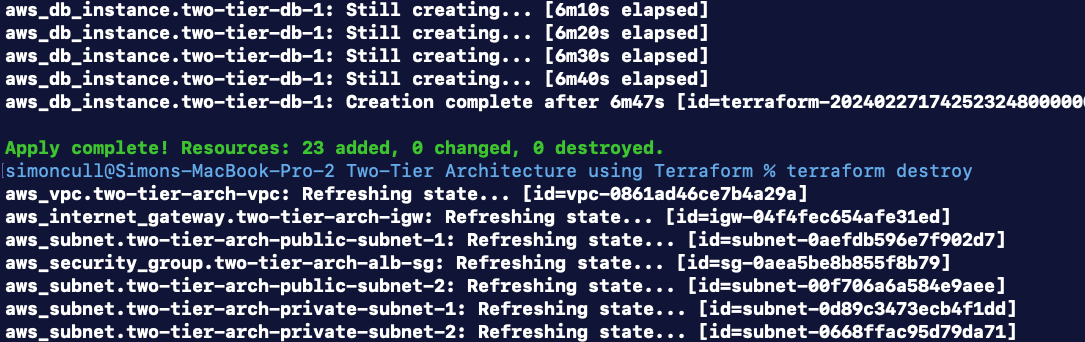 aws_db_instance.two-tier-db-1: Still creating... [6m10s elapsed]
aws_db_instance.two-tier-db-1: Still creating... [6m20s elapsed]
aws_db_instance.two-tier-db-1: Still creating... [6m30s elapsed]
aws_db_instance.two-tier-db-1: Still creating... [6m40s elapsed]
aws_db_instance.two-tier-db-1: Creation complete after 6m47s [id=terraform-2024022717425232480000000
Apply complete! Resources: 23 added, 0 changed, 0 destroyed.
[simoncull@Simons-MacBook-Pro-2 Two-Tier Architecture using Terraform % terraform destroy
aws_vpc.two-tier-arch-vpc: Refreshing state... [id=vpc-0861ad46ce7b4a29a]
aws_internet_gateway.two-tier-arch-igw: Refreshing state... [id=igw-04f4fec654afe31ed]
aws_subnet.two-tier-arch-public-subnet-1: Refreshing state... [id=subnet-0aefdb596e7f902d7]
aws_security_group.two-tier-arch-alb-sg: Refreshing state... [id=sg-0aea5be8b855f8b79]
aws_subnet.two-tier-arch-public-subnet-2: Refreshing state... [id=subnet-00f706a6a584e9aee]
aws_subnet.two-tier-arch-private-subnet-1: Refreshing state... [id=subnet-0d89c3473ecb4f1dd]
aws_subnet.two-tier-arch-private-subnet-2: Refreshing state... [id=subnet-0668ffac95d79da71]